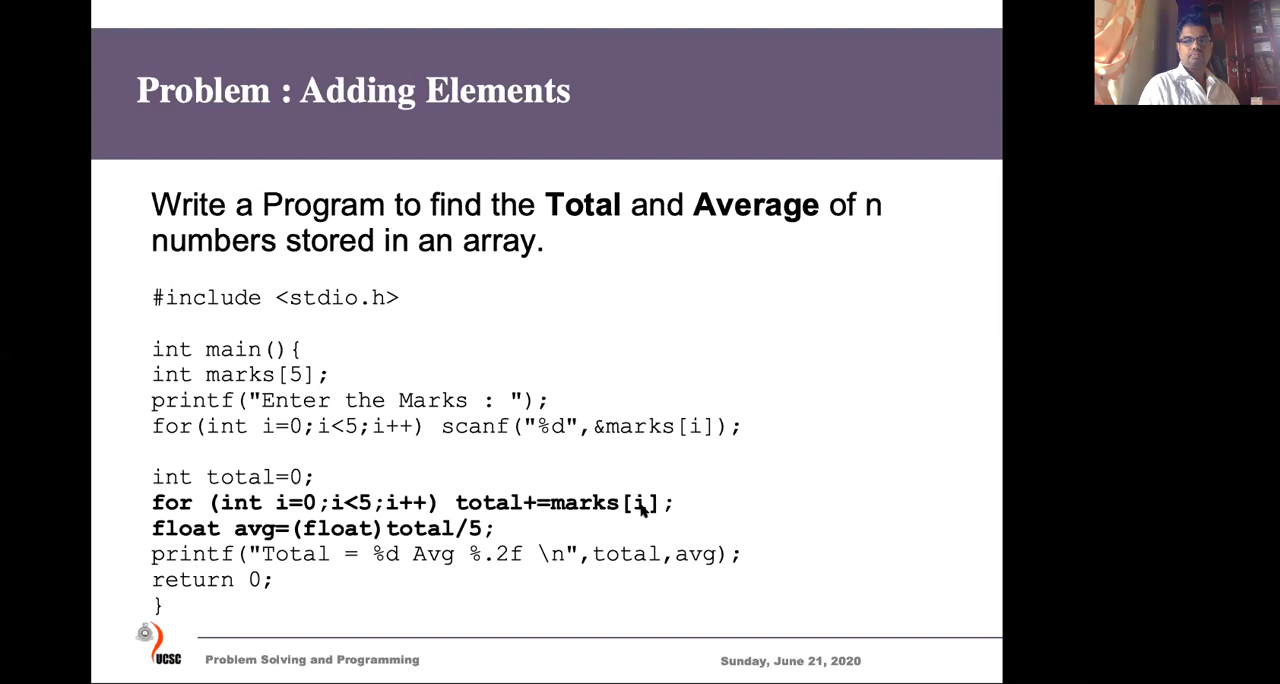 Problem : Adding Elements
Write a Program to find the Total and Average of n
numbers stored in an array.
#include <stdio.h>
int main(){
int marks[5];
printf("Enter the Marks : ");
for(int i=0;i<5;i++) scanf("%d",&marks[i]);
int total=0;
for (int i=0;i<5;i++) total+=marks[i];
float avg=(float)total/5;
printf("Total = %d Avg %.2f \n",total,avg);
return 0;
}
UCSC
Problem Solving and Programming
Sunday, June 21, 2020